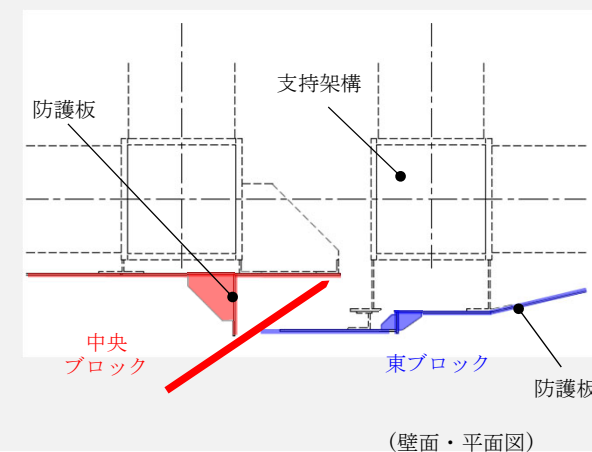 支持架構
防護板
中央
ブロック
東ブロック
防護板
(壁面・平面図)